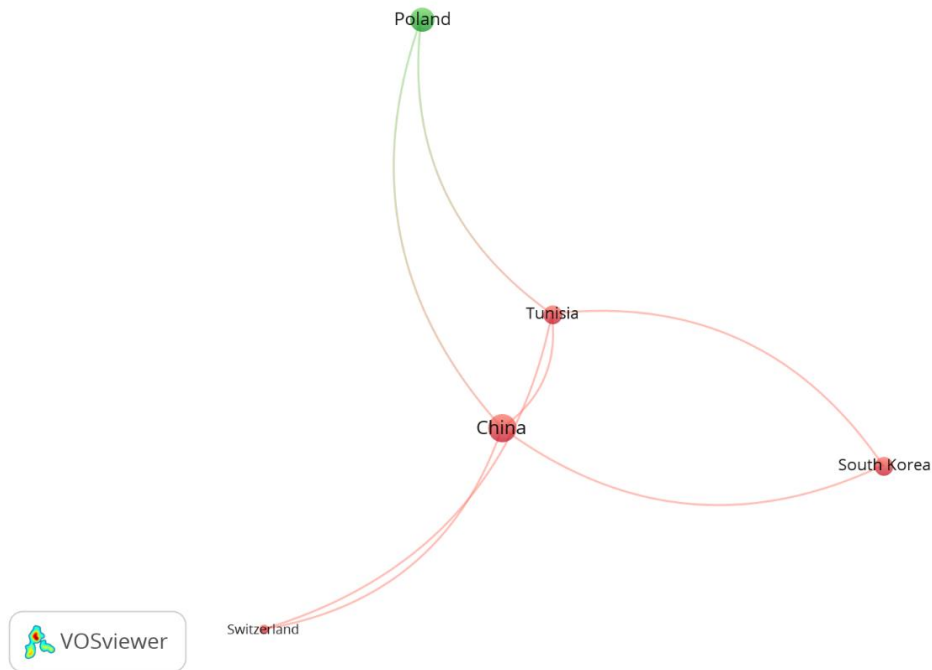 Poland
Tunisia
China
South Korea
Switzerland
VOSviewer